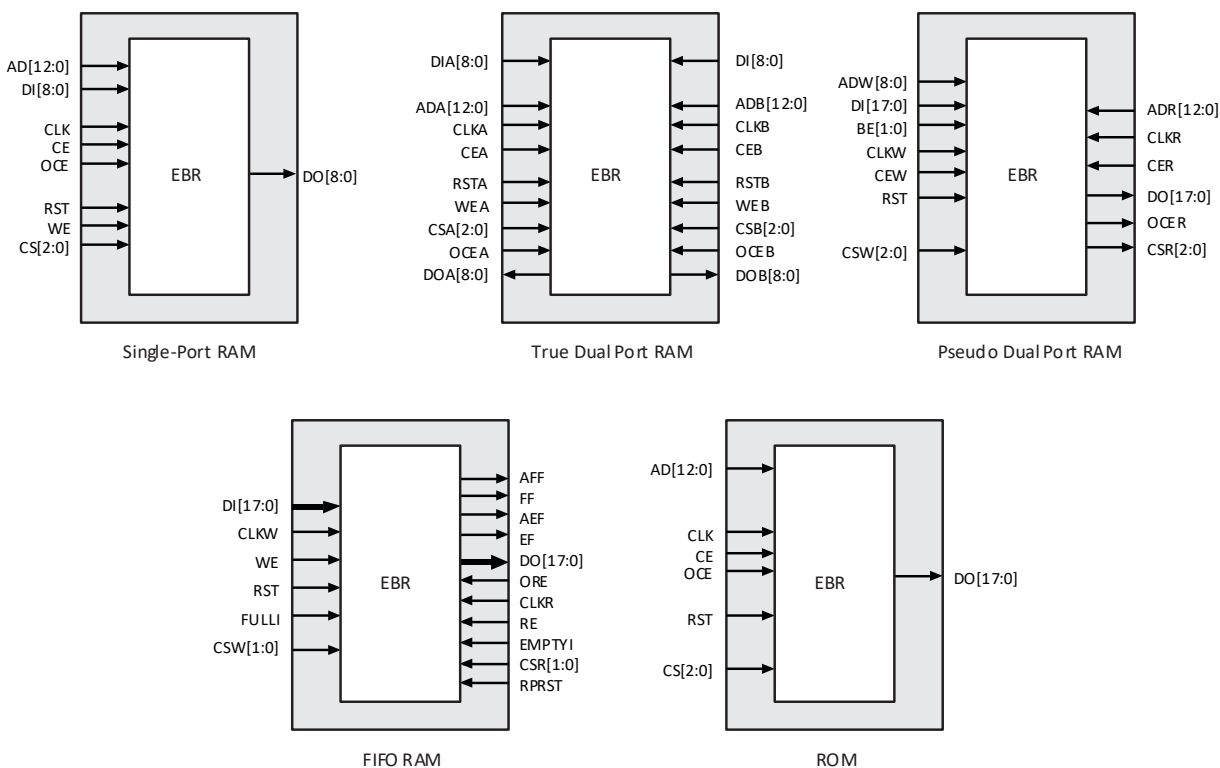 AD[12:0]
DI[8:0]
CLK
CE
OCE
RST
WE
CS[2:0]
EBR
DO[8:0]
Single-Port RAM
DIA[8:0]
ADA[12:0]
CLKA
CEA
RSTA
WEA
CSA[2:0]
OCEA
DOA[8:0]
EBR
DI[8:0]
ADB[12:0]
CLKB
CEB
RSTB
WEB
CSB[2:0]
OCEB
DOB[8:0]
True Dual Port RAM
ADW[8:0]
DI[17:0]
BE[1:0]
CLKW
CEW
RST
CSW[2:0]
EBR
ADR[12:0]
CLKR
CER
DO[17:0]
OCER
CSR[2:0]
Pseudo Dual Port RAM
DI[17:0]
CLKW
WE
RST
FULLI
CSW[1:0]
EBR
AFF
FF
AEF
EF
DO[17:0]
ORE
CLKR
RE
EMPTYI
CSR[1:0]
RPRST
FIFO RAM
AD[12:0]
CLK
CE
OCE
RST
CS[2:0]
EBR
DO[17:0]
ROM